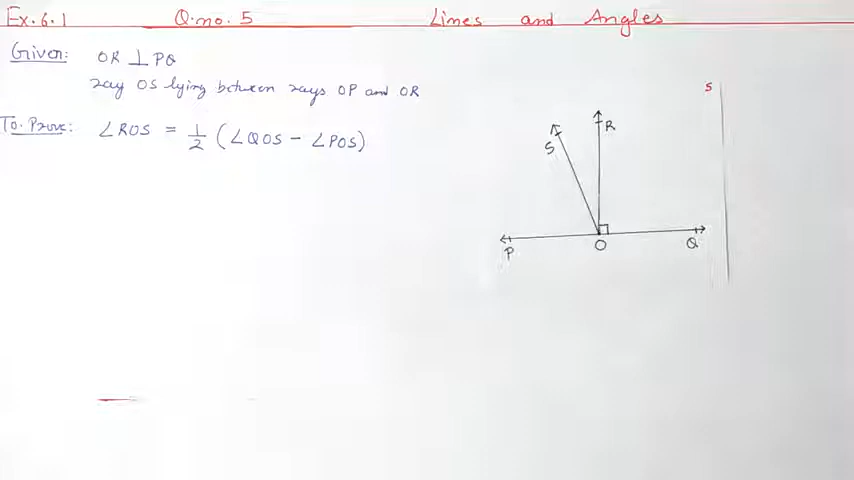 Ex. 6.1 Q.no. 5 Lines and Angles
Given: OR ⊥ PQ
ray OS lying between rays OP and OR
To Prove: ∠ROS = 1/2 (∠QOS – ∠POS)
S
R
S
P
O
Q